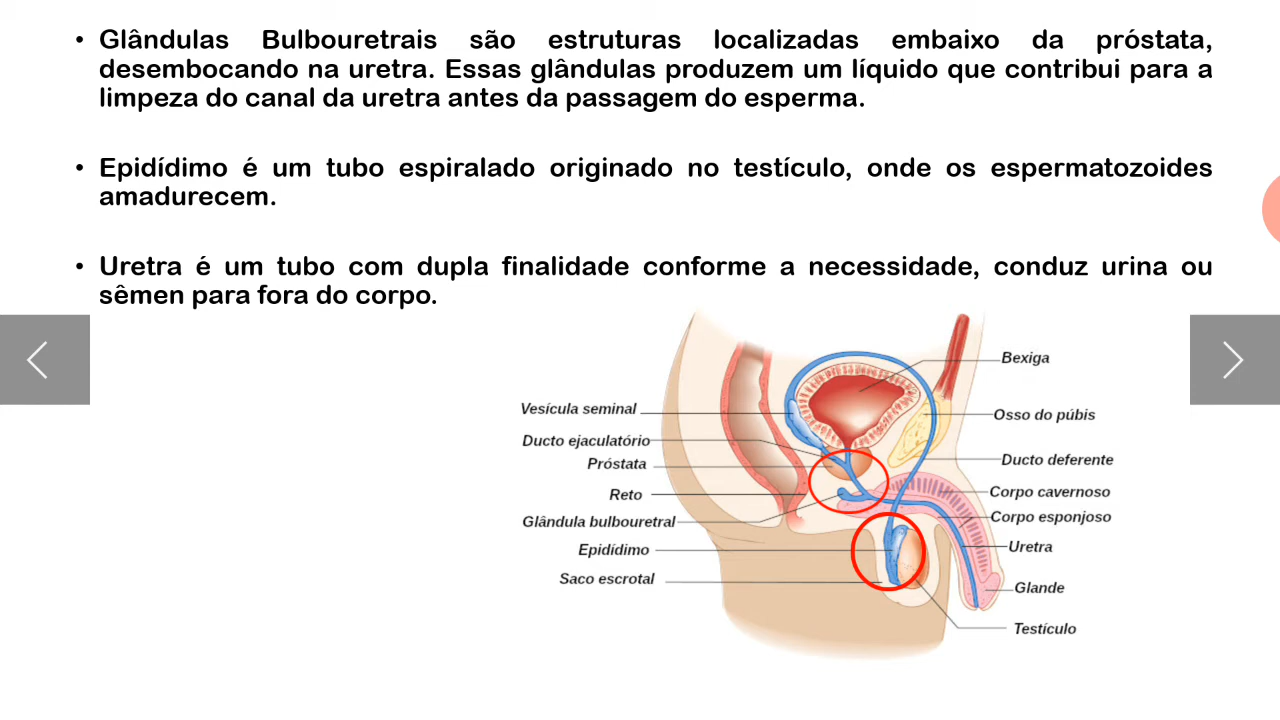 • Glândulas Bulbouretrais são estruturas localizadas embaixo da próstata,
desembocando na uretra. Essas glândulas produzem um líquido que contribui para a
limpeza do canal da uretra antes da passagem do esperma.
• Epidídimo é um tubo espiralado originado no testículo, onde os espermatozoides
amadurecem.
• Uretra é um tubo com dupla finalidade conforme a necessidade, conduz urina ou
sêmen para fora do corpo.
Vesícula seminal
Ducto ejaculatório
Próstata
Reto
Glândula bulbouretral
Epidídimo
Saco escrotal
Bexiga
Osso do púbis
Ducto deferente
Corpo cavernoso
Corpo esponjoso
Uretra
Glande
Testículo